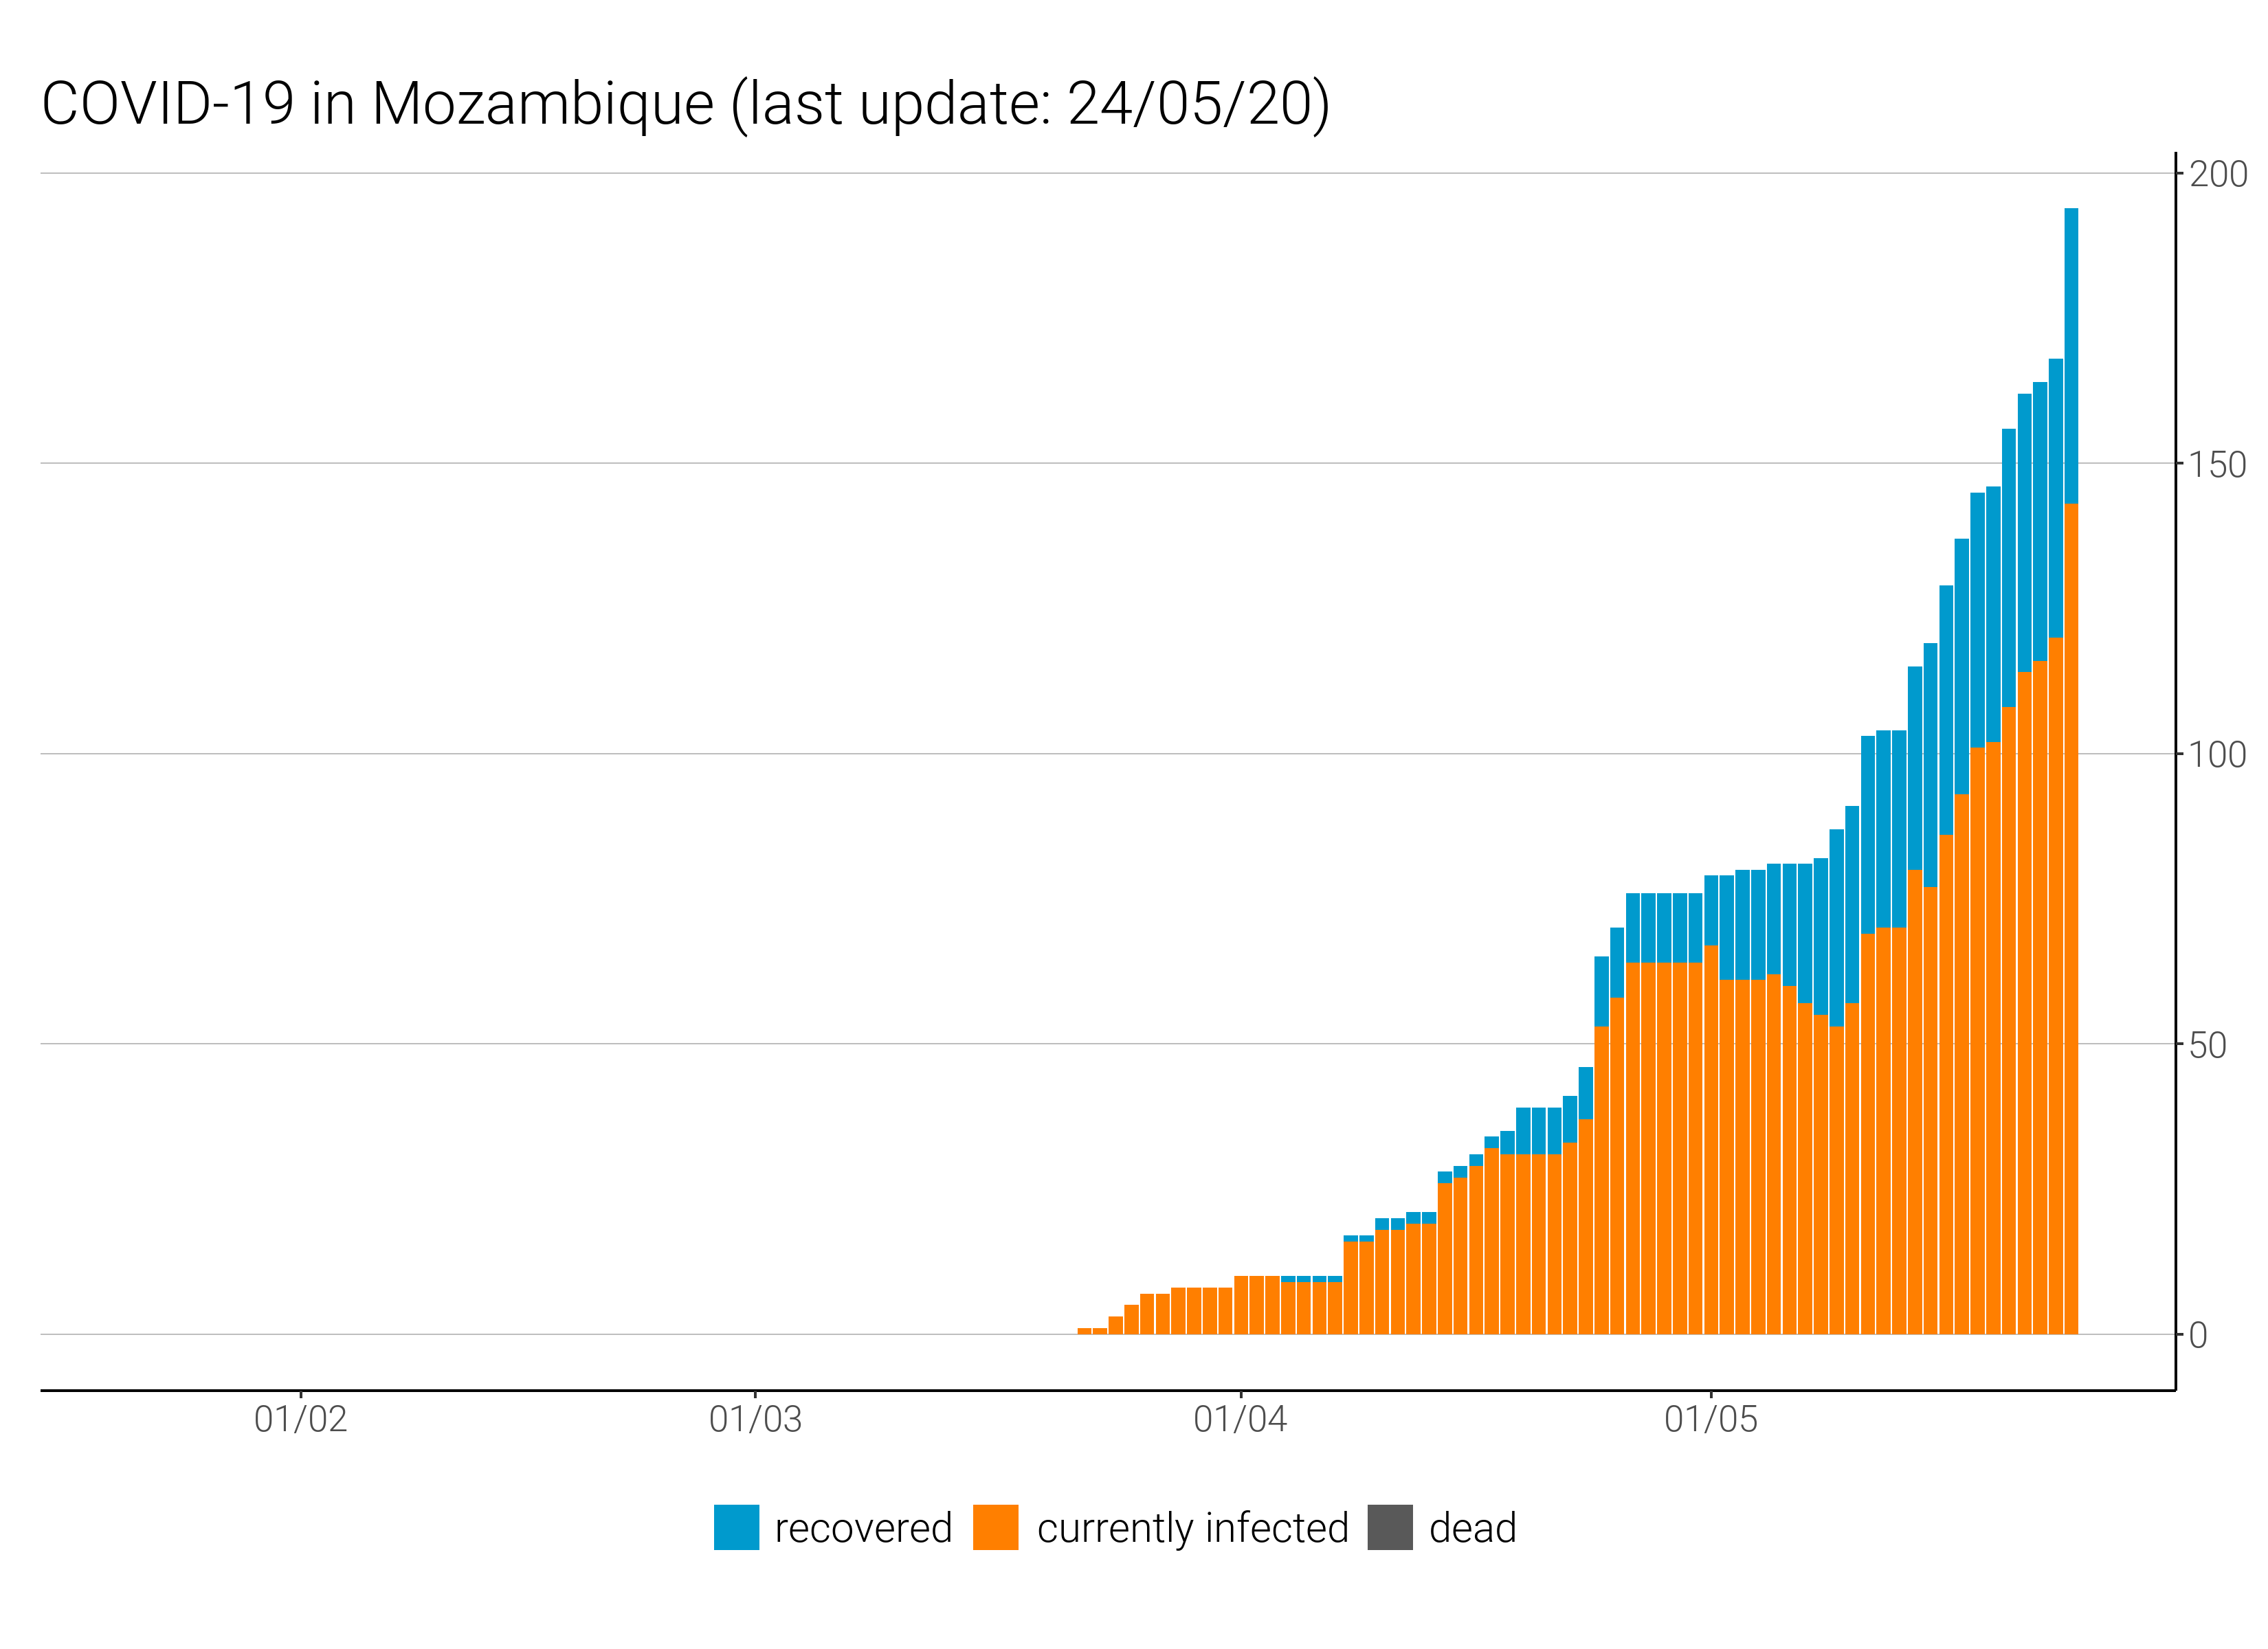 COVID-19 in Mozambique (last update: 24/05/20)
200
150
100
50
0
01/02 01/03 01/04 01/05
recovered currently infected dead